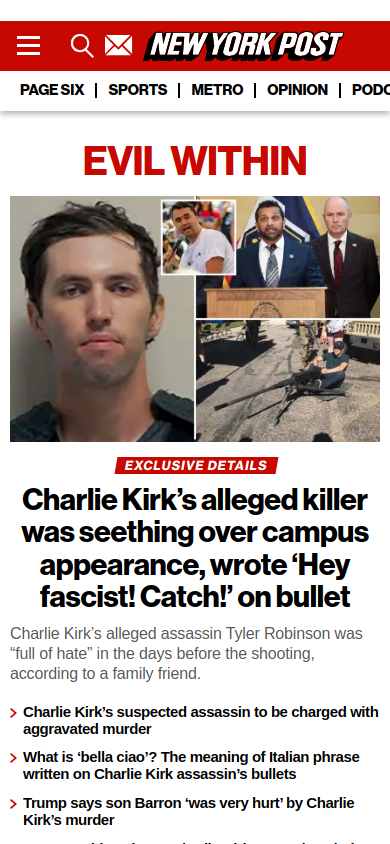 NEW YORK POST
PAGE SIX | SPORTS | METRO | OPINION | PODC
EVIL WITHIN
EXCLUSIVE DETAILS
Charlie Kirk’s alleged killer
was seething over campus
appearance, wrote ‘Hey
fascist! Catch!’ on bullet
Charlie Kirk’s alleged assassin Tyler Robinson was
“full of hate” in the days before the shooting,
according to a family friend.
Charlie Kirk’s suspected assassin to be charged with
aggravated murder
What is ‘bella ciao’? The meaning of Italian phrase
written on Charlie Kirk assassin’s bullets
Trump says son Barron ‘was very hurt’ by Charlie
Kirk’s murder